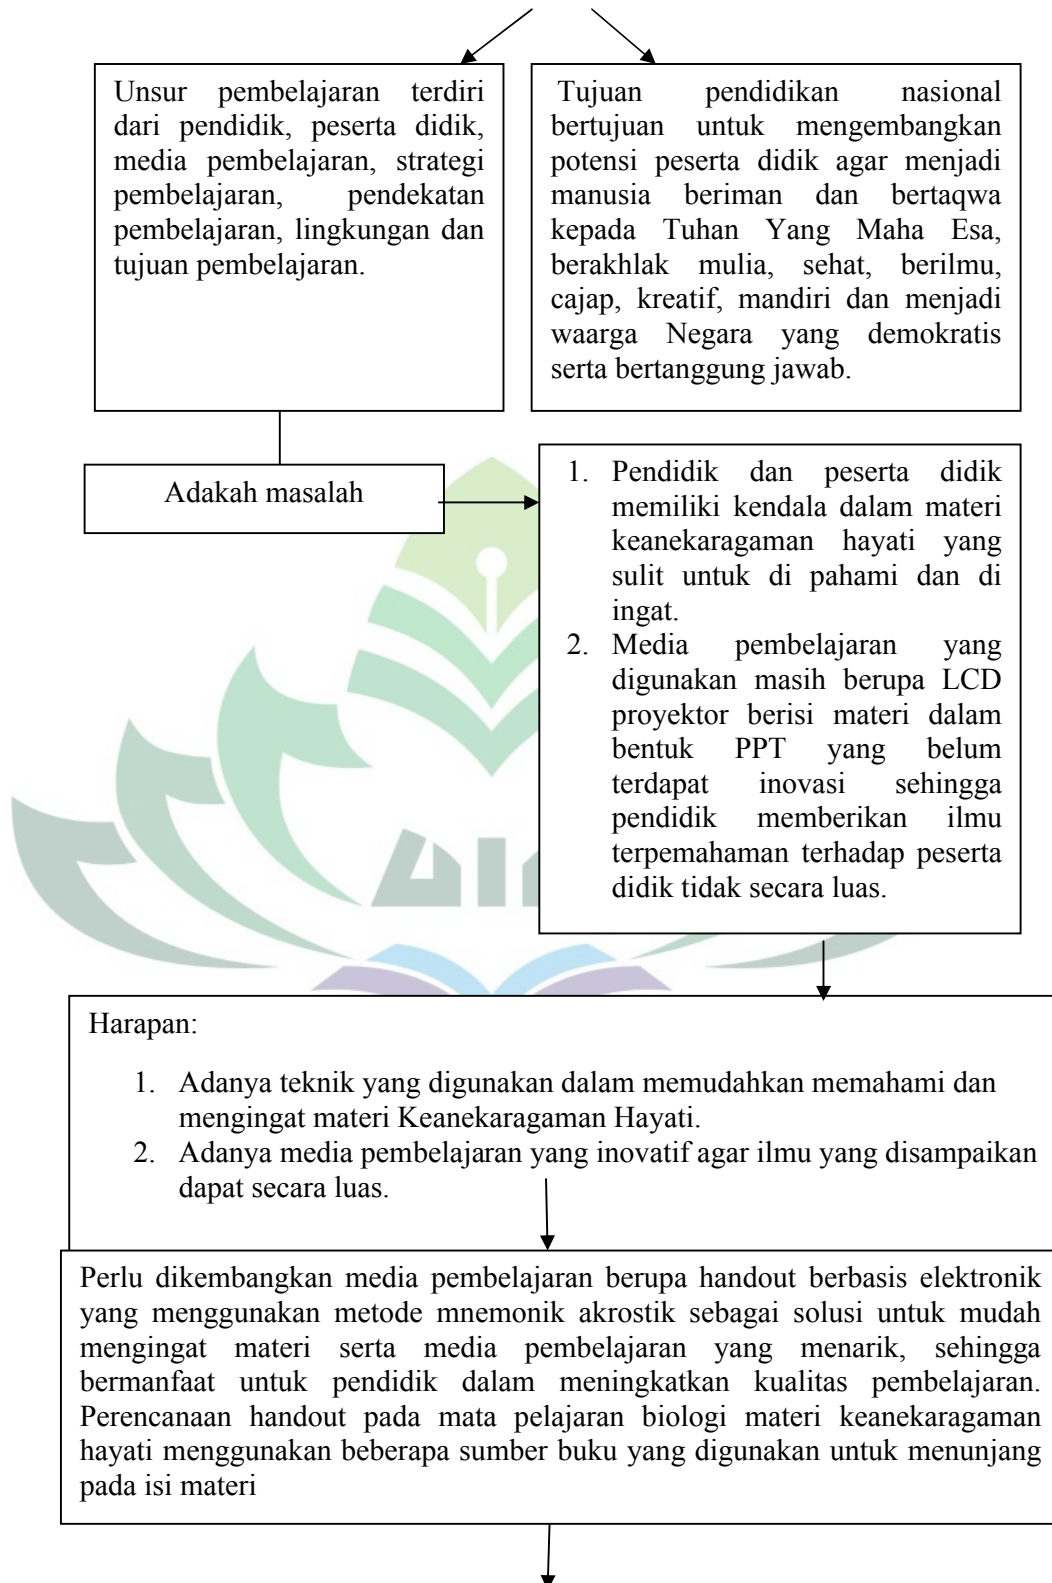 Unsur pembelajaran terdiri
dari pendidik, peserta didik,
media pembelajaran, strategi
pembelajaran, pendekatan
pembelajaran, lingkungan dan
tujuan pembelajaran.
Tujuan pendidikan nasional
bertujuan untuk mengembangkan
potensi peserta didik agar menjadi
manusia beriman dan bertaqwa
kepada Tuhan Yang Maha Esa,
berakhlak mulia, sehat, berilmu,
cajap, kreatif, mandiri dan menjadi
waarga Negara yang demokratis
serta bertanggung jawab.
Adakah masalah
1. Pendidik dan peserta didik
memiliki kendala dalam materi
keanekaragaman hayati yang
sulit untuk di pahami dan di
ingat.
2. Media pembelajaran yang
digunakan masih berupa LCD
proyektor berisi materi dalam
bentuk PPT yang belum
terdapat inovasi sehingga
pendidik memberikan ilmu
terpemahaman terhadap peserta
didik tidak secara luas.
Harapan:
1. Adanya teknik yang digunakan dalam memudahkan memahami dan
mengingat materi Keanekaragaman Hayati.
2. Adanya media pembelajaran yang inovatif agar ilmu yang disampaikan
dapat secara luas.
Perlu dikembangkan media pembelajaran berupa handout berbasis elektronik
yang menggunakan metode mnemonik akrostik sebagai solusi untuk mudah
mengingat materi serta media pembelajaran yang menarik, sehingga
bermanfaat untuk pendidik dalam meningkatkan kualitas pembelajaran.
Perencanaan handout pada mata pelajaran biologi materi keanekaragaman
hayati menggunakan beberapa sumber buku yang digunakan untuk menunjang
pada isi materi